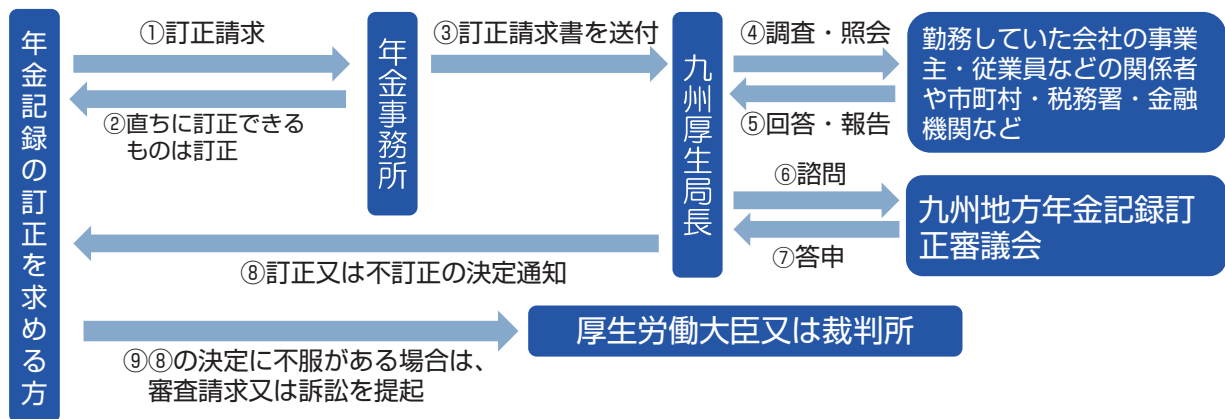 年金記録の訂正を求める方
①訂正請求
②直ちに訂正できる
ものは訂正
年金事務所
③訂正請求書を送付
九州厚生局長
④調査・照会
⑤回答・報告
勤務していた会社の事業
主・従業員などの関係者
や市町村・税務署・金融
機関など
⑥諮問
⑦答申
九州地方年金記録訂
正審議会
⑧訂正又は不訂正の決定通知
⑨⑧の決定に不服がある場合は、
審査請求又は訴訟を提起
厚生労働大臣又は裁判所